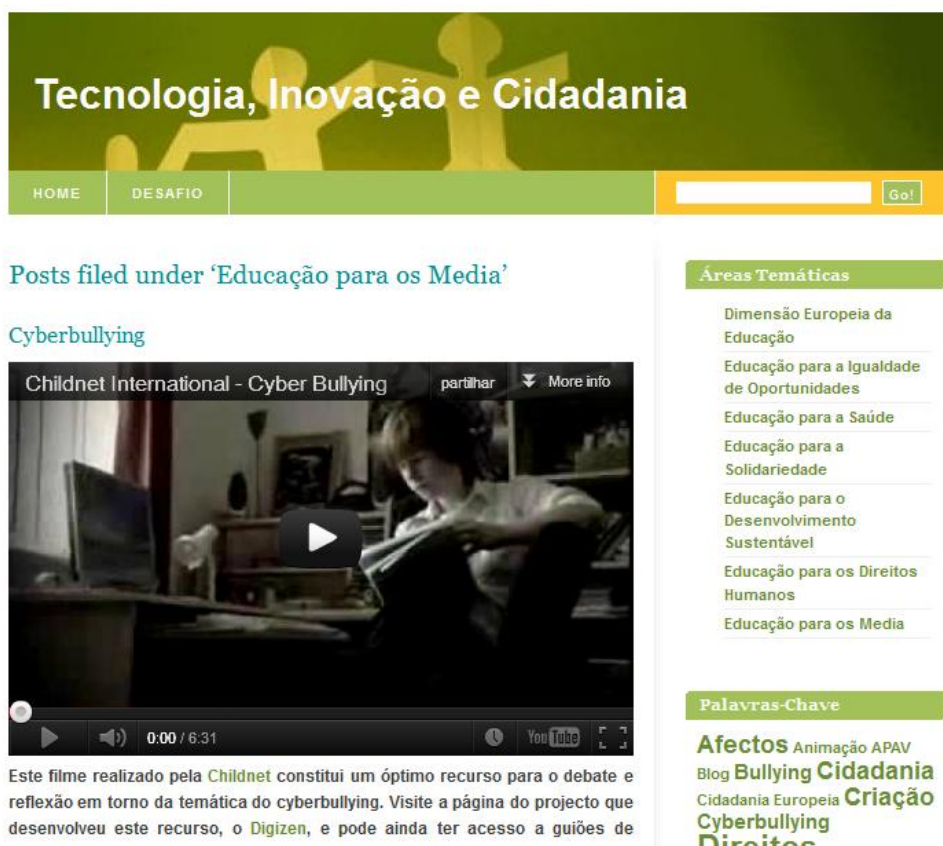 Tecnologia, Inovação e Cidadania
HOME
DESAFIO
Go!
Posts filed under ‘Educação para os Media’
Cyberbullying
Childnet International - Cyber Bullying
partilhar
More info
0:00 / 6:31
YouTube
Este filme realizado pela Childnet constitui um óptimo recurso para o debate e
reflexão em torno da temática do cyberbullying. Visite a página do projecto que
desenvolveu este recurso, o Digizen, e pode ainda ter acesso a guiões de
Áreas Temáticas
Dimensão Europeia da
Educação
Educação para a Igualdade
de Oportunidades
Educação para a Saúde
Educação para a
Solidariedade
Educação para o
Desenvolvimento
Sustentável
Educação para os Direitos
Humanos
Educação para os Media
Palavras-Chave
Afectos Animação APAV
Blog Bullying Cidadania
Cidadania Europeia Criação
Cyberbullying
Direitos